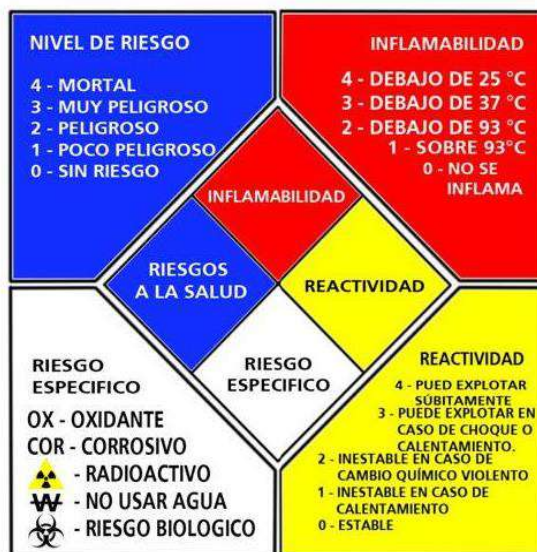 NIVEL DE RIESGO
4 - MORTAL
3 - MUY PELIGROSO
2 - PELIGROSO
1 - POCO PELIGROSO
0 - SIN RIESGO
INFLAMABILIDAD
4 - DEBAJO DE 25 °C
3 - DEBAJO DE 37 °C
2 - DEBAJO DE 93 °C
1 - SOBRE 93°C
0 - NO SE
INFLAMA
INFLAMABILIDAD
RIESGOS
A LA SALUD
REACTIVIDAD
RIESGO
ESPECIFICO
RIESGO
ESPECIFICO
OX - OXIDANTE
COR - CORROSIVO
- RADIOACTIVO
W - NO USAR AGUA
- RIESGO BIOLOGICO
REACTIVIDAD
4 - PUED EXPLOTAR
SÚBITAMENTE
3 - PUEDE EXPLOTAR EN
CASO DE CHOQUE O
CALENTAMIENTO.
2 - INESTABLE EN CASO DE
CAMBIO QUÍMICO VIOLENTO
1 - INESTABLE EN CASO DE
CALENTAMIENTO
0 - ESTABLE